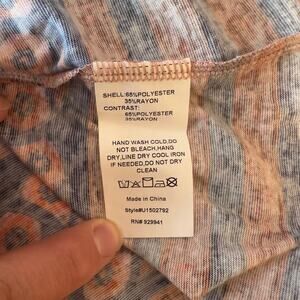 SHELL:65%POLYESTER
35%RAYON
CONTRAST:
65%POLYESTER
35%RAYON
HAND WASH COLD,DO
NOT BLEACH,HANG
DRY,LINE DRY COOL IRON
IF NEEDED,DO NOT DRY
CLEAN
Made in China
Style#U1502792
RN# 929941